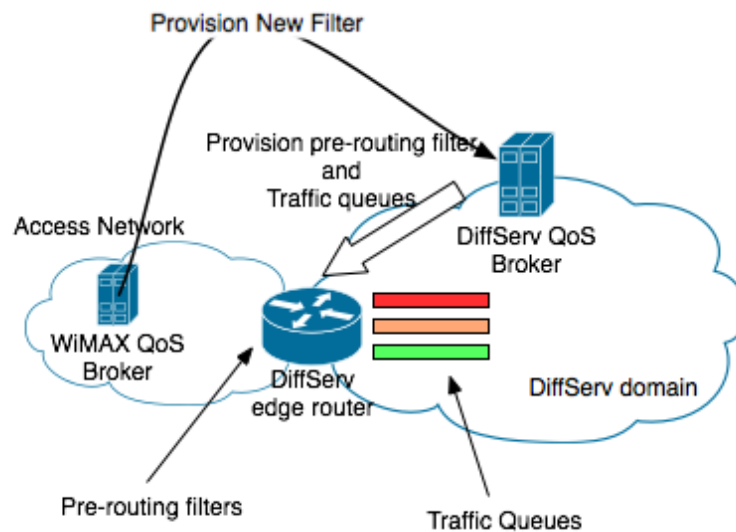 Provision New Filter
Provision pre-routing filter
and
Traffic queues
Access Network
DiffServ QoS
Broker
WiMAX QoS
Broker
DiffServ
edge router
DiffServ domain
Pre-routing filters
Traffic Queues